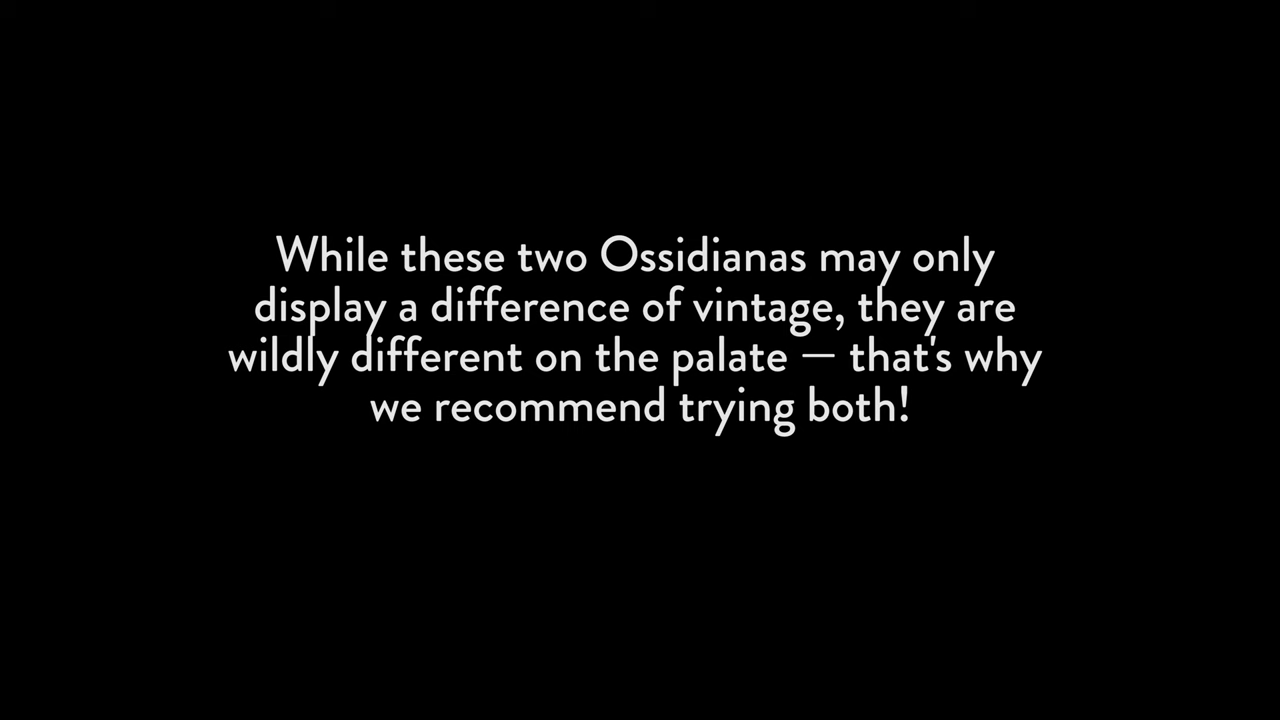 While these two Ossidianas may only
display a difference of vintage, they are
wildly different on the palate — that's why
we recommend trying both!